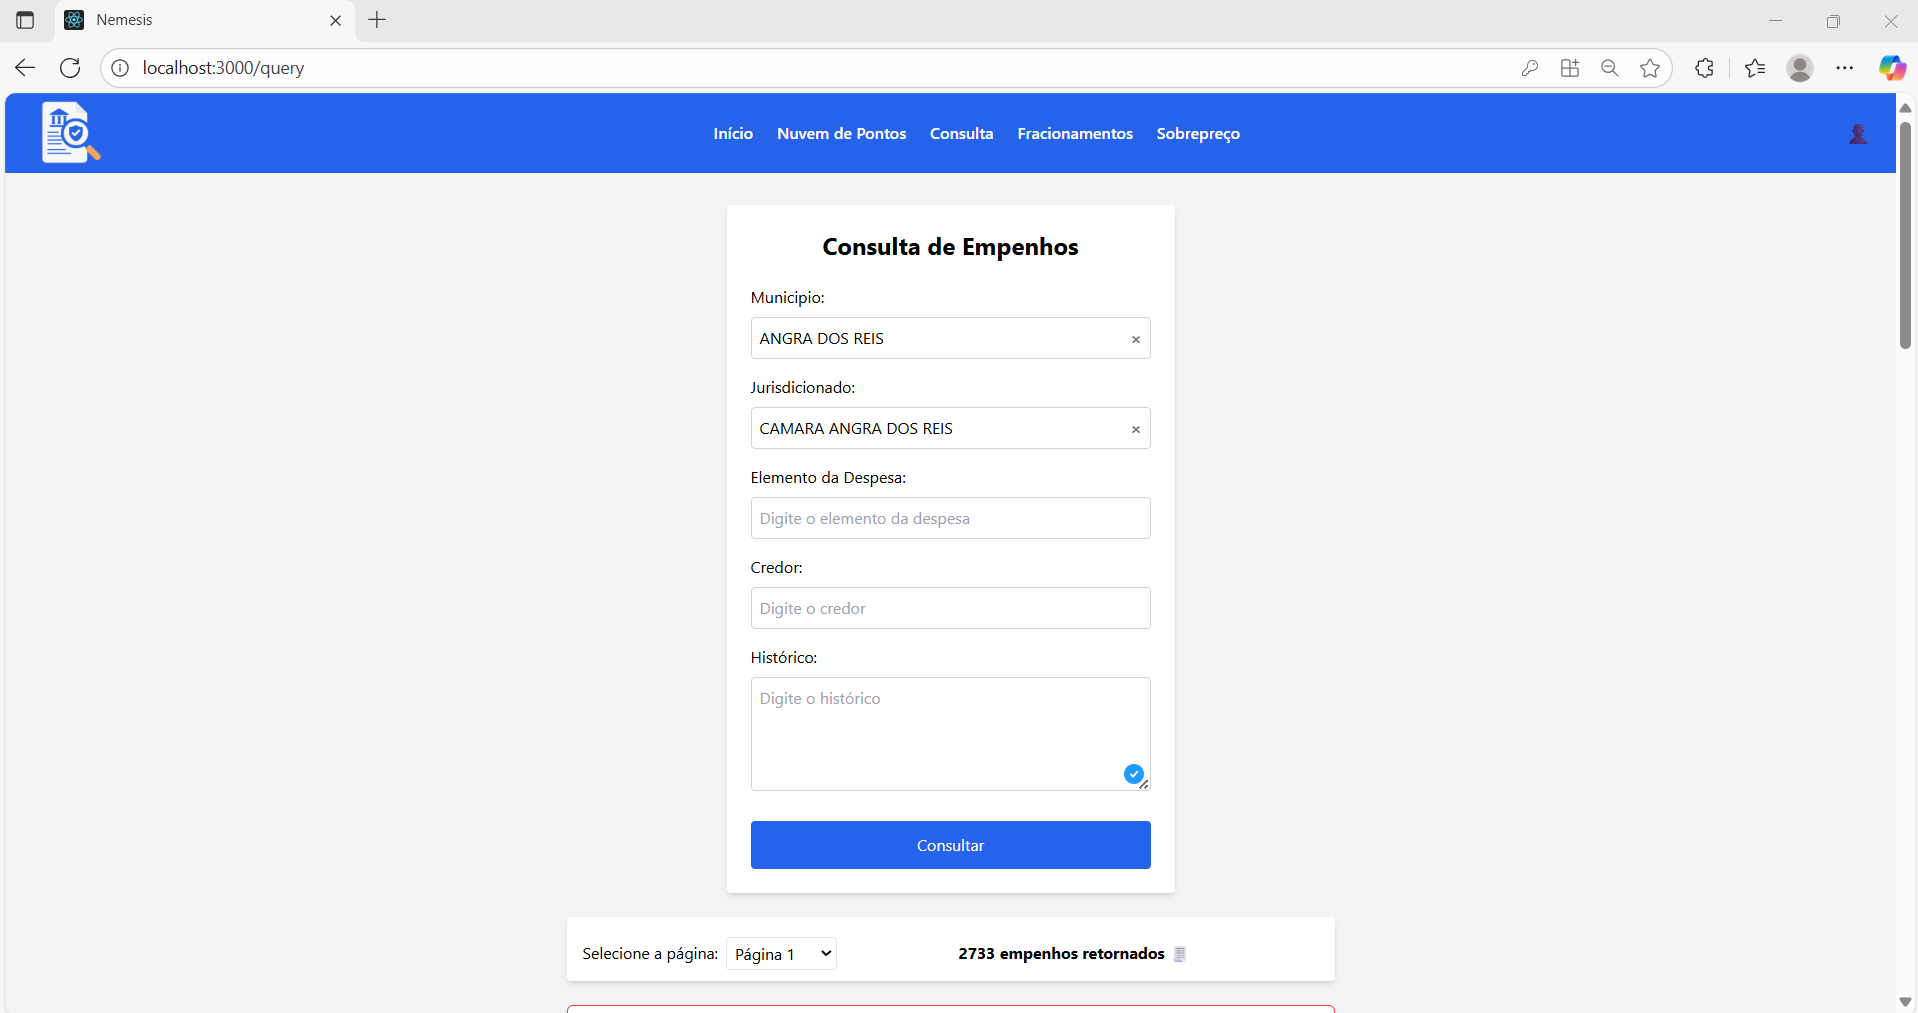 Nemesis
localhost:3000/query
Início Nuvem de Pontos Consulta Fracionamentos Sobrepreço
Consulta de Empenhos
Municipio:
ANGRA DOS REIS ×
Jurisdicionado:
CAMARA ANGRA DOS REIS ×
Elemento da Despesa:
Digite o elemento da despesa
Credor:
Digite o credor
Histórico:
Digite o histórico
Consultar
Selecione a página: Página 1 2733 empenhos retornados